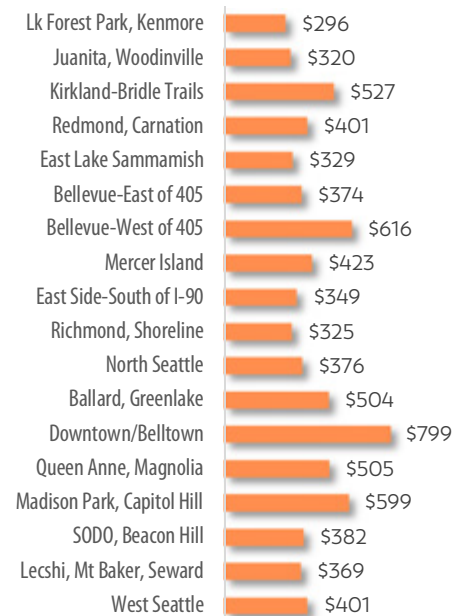 Lk Forest Park, Kenmore $296
Juanita, Woodinville $320
Kirkland-Bridle Trails $527
Redmond, Carnation $401
East Lake Sammamish $329
Bellevue-East of 405 $374
Bellevue-West of 405 $616
Mercer Island $423
East Side-South of I-90 $349
Richmond, Shoreline $325
North Seattle $376
Ballard, Greenlake $504
Downtown/Belltown $799
Queen Anne, Magnolia $505
Madison Park, Capitol Hill $599
SODO, Beacon Hill $382
Lecshi, Mt Baker, Seward $369
West Seattle $401